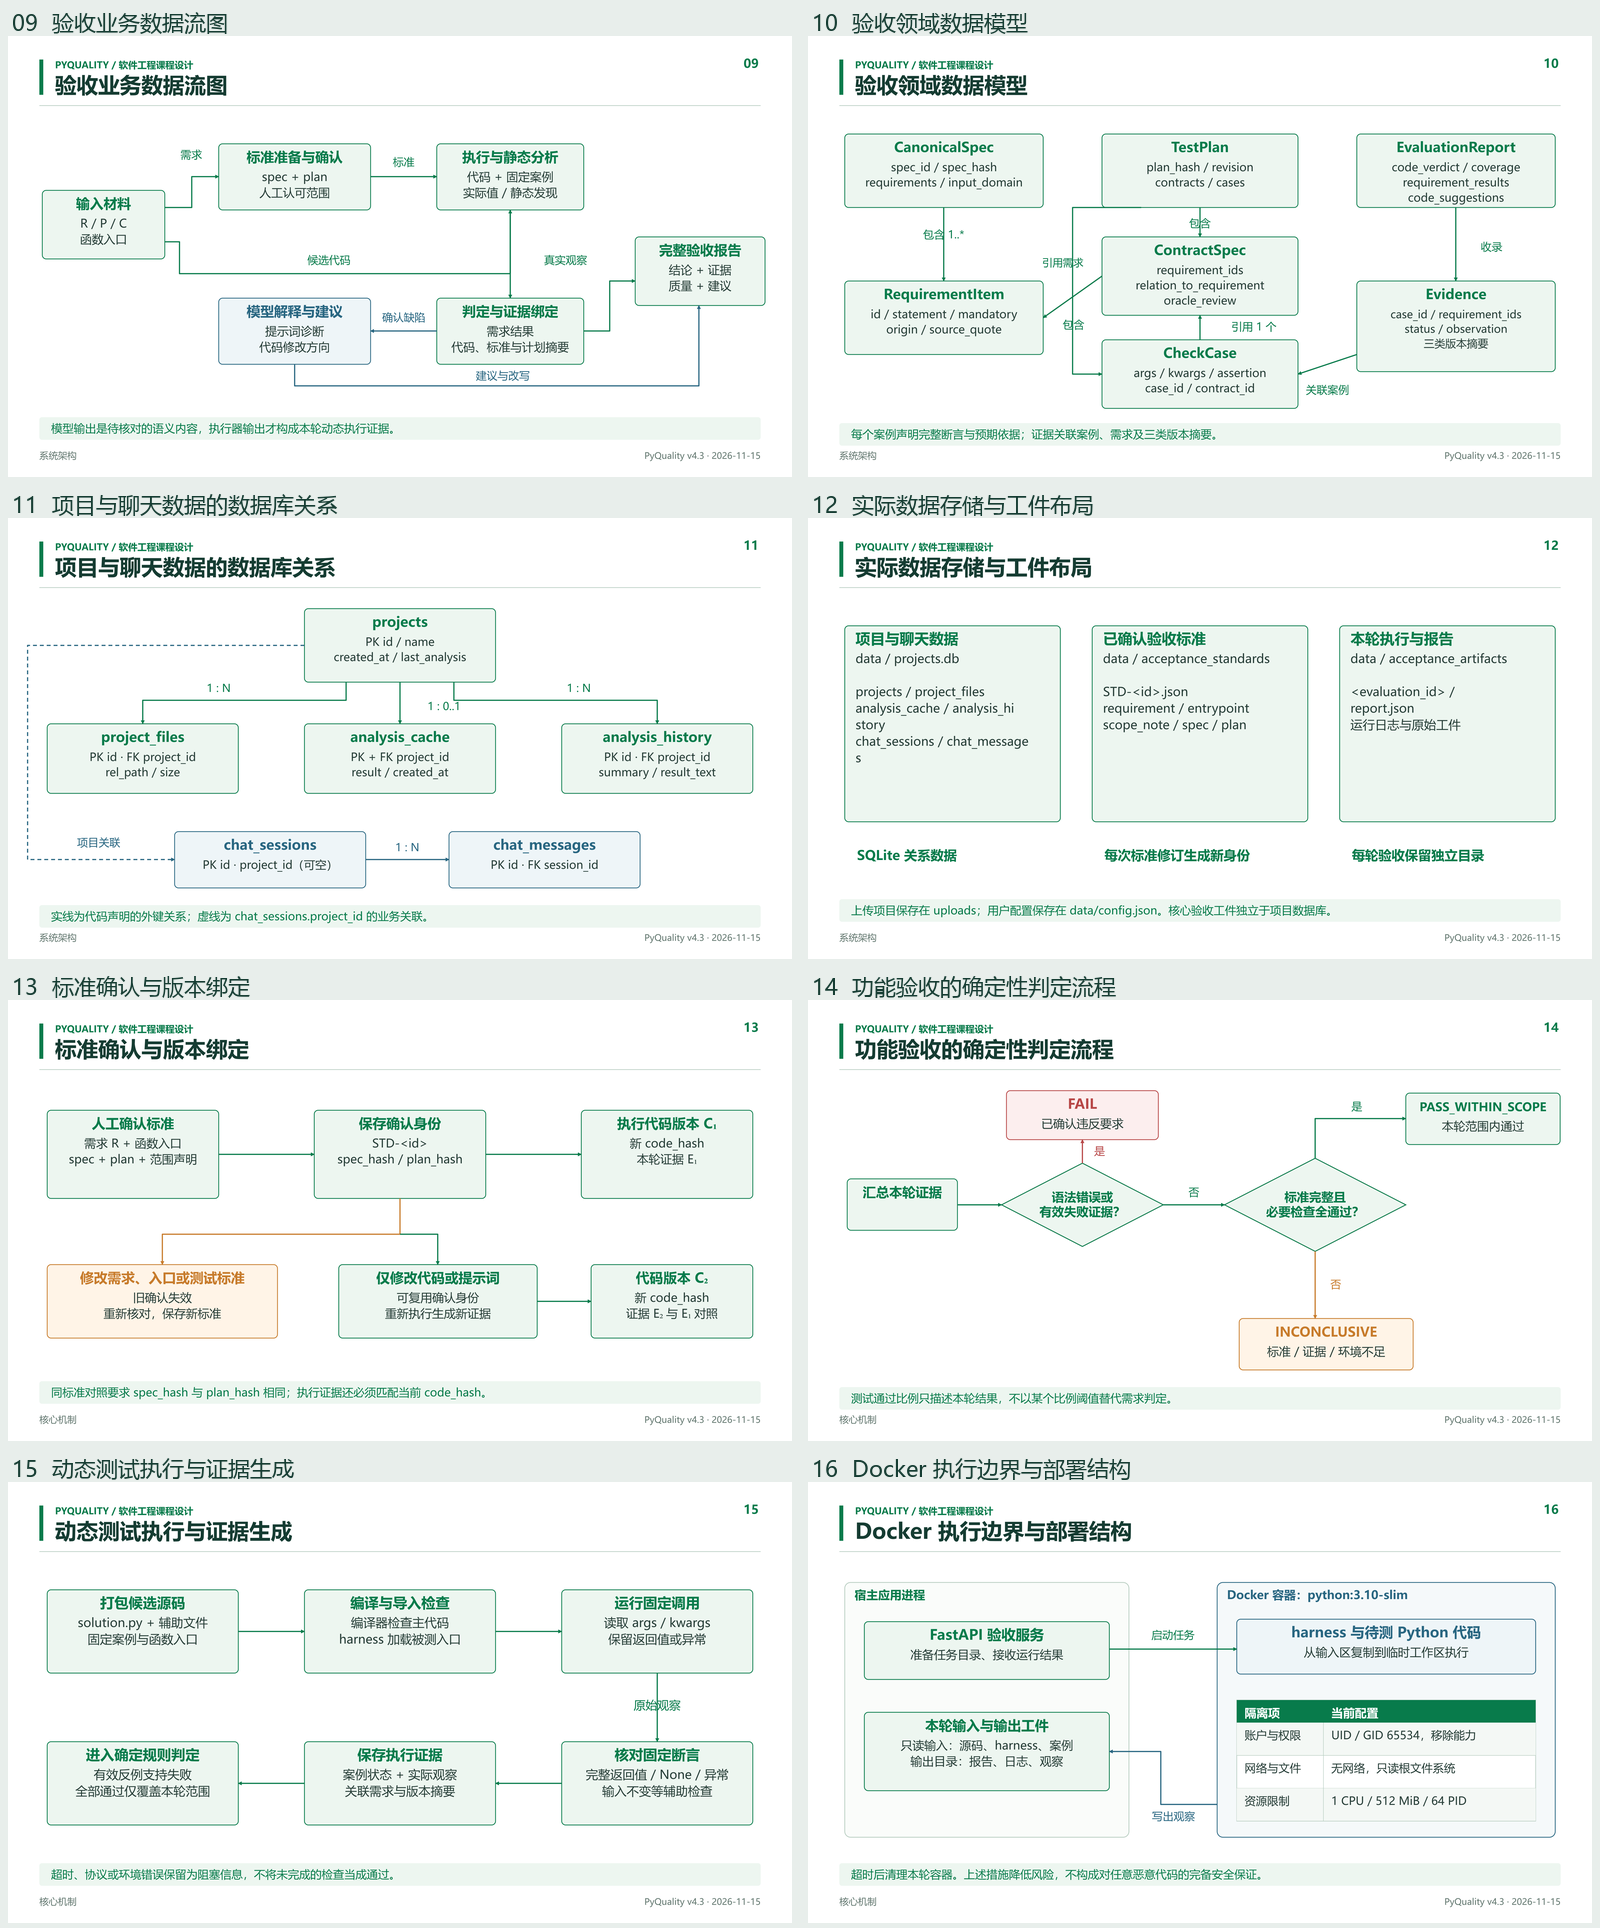 09 验收业务数据流图
PYQUALITY / 软件工程课程设计
09
验收业务数据流图
需求
标准准备与确认
spec + plan
人工认可范围
标准
执行与静态分析
代码 + 固定案例
实际值 / 静态发现
输入材料
R / P / C
函数入口
候选代码
真实观察
完整验收报告
结论 + 证据
质量 + 建议
模型解释与建议
提示词诊断
代码修改方向
确认缺陷
判定与证据绑定
需求结果
代码、标准与计划摘要
建议与改写
模型输出是待核对的语义内容，执行器输出才构成本轮动态执行证据。
系统架构
PyQuality v4.3 · 2026-11-15
10 验收领域数据模型
PYQUALITY / 软件工程课程设计
10
验收领域数据模型
CanonicalSpec
spec_id / spec_hash
requirements / input_domain
TestPlan
plan_hash / revision
contracts / cases
EvaluationReport
code_verdict / coverage
requirement_results
code_suggestions
包含 1..*
包含
引用需求
收录
ContractSpec
requirement_ids
relation_to_requirement
oracle_review
RequirementItem
id / statement / mandatory
origin / source_quote
Evidence
case_id / requirement_ids
status / observation
三类版本摘要
包含
引用 1 个
CheckCase
args / kwargs / assertion
case_id / contract_id
关联案例
每个案例声明完整断言与预期依据；证据关联案例、需求及三类版本摘要。
系统架构
PyQuality v4.3 · 2026-11-15
11 项目与聊天数据的数据库关系
PYQUALITY / 软件工程课程设计
11
项目与聊天数据的数据库关系
projects
PK id / name
created_at / last_analysis
1 : N
1 : 0..1
1 : N
project_files
PK id · FK project_id
rel_path / size
analysis_cache
PK + FK project_id
result / created_at
analysis_history
PK id · FK project_id
summary / result_text
项目关联
chat_sessions
PK id · project_id（可空）
1 : N
chat_messages
PK id · FK session_id
实线为代码声明的外键关系；虚线为 chat_sessions.project_id 的业务关联。
系统架构
PyQuality v4.3 · 2026-11-15
12 实际数据存储与工件布局
PYQUALITY / 软件工程课程设计
12
实际数据存储与工件布局
项目与聊天数据
data / projects.db
projects / project_files
analysis_cache / analysis_hi
story
chat_sessions / chat_message
s
已确认验收标准
data / acceptance_standards
STD-<id>.json
requirement / entrypoint
scope_note / spec / plan
本轮执行与报告
data / acceptance_artifacts
<evaluation_id> /
report.json
运行日志与原始工件
SQLite 关系数据
每次标准修订生成新身份
每轮验收保留独立目录
上传项目保存在 uploads；用户配置保存在 data/config.json。核心验收工件独立于项目数据库。
系统架构
PyQuality v4.3 · 2026-11-15
13 标准确认与版本绑定
PYQUALITY / 软件工程课程设计
13
标准确认与版本绑定
人工确认标准
需求 R + 函数入口
spec + plan + 范围声明
保存确认身份
STD-<id>
spec_hash / plan_hash
执行代码版本 C₁
新 code_hash
本轮证据 E₁
修改需求、入口或测试标准
旧确认失效
重新核对，保存新标准
仅修改代码或提示词
可复用确认身份
重新执行生成新证据
代码版本 C₂
新 code_hash
证据 E₂ 与 E₁ 对照
同标准对照要求 spec_hash 与 plan_hash 相同；执行证据还必须匹配当前 code_hash。
核心机制
PyQuality v4.3 · 2026-11-15
14 功能验收的确定性判定流程
PYQUALITY / 软件工程课程设计
14
功能验收的确定性判定流程
FAIL
已确认违反要求
是
PASS_WITHIN_SCOPE
本轮范围内通过
是
汇总本轮证据
语法错误或
有效失败证据?
否
标准完整且
必要检查全通过?
否
INCONCLUSIVE
标准 / 证据 / 环境不足
测试通过比例只描述本轮结果，不以某个比例阈值替代需求判定。
核心机制
PyQuality v4.3 · 2026-11-15
15 动态测试执行与证据生成
PYQUALITY / 软件工程课程设计
15
动态测试执行与证据生成
打包候选源码
solution.py + 辅助文件
固定案例与函数入口
编译与导入检查
编译器检查主代码
harness 加载被测入口
运行固定调用
读取 args / kwargs
保留返回值或异常
原始观察
进入确定规则判定
有效反例支持失败
全部通过仅覆盖本轮范围
保存执行证据
案例状态 + 实际观察
关联需求与版本摘要
核对固定断言
完整返回值 / None / 异常
输入不变等辅助检查
超时、协议或环境错误保留为阻塞信息，不将未完成的检查当成通过。
核心机制
PyQuality v4.3 · 2026-11-15
16 Docker 执行边界与部署结构
PYQUALITY / 软件工程课程设计
16
Docker 执行边界与部署结构
宿主应用进程
FastAPI 验收服务
准备任务目录、接收运行结果
启动任务
Docker 容器：python:3.10-slim
harness 与待测 Python 代码
从输入区复制到临时工作区执行
本轮输入与输出工件
只读输入：源码、harness、案例
输出目录：报告、日志、观察
写出观察
隔离项 当前配置
账户与权限 UID / GID 65534，移除能力
网络与文件 无网络，只读根文件系统
资源限制 1 CPU / 512 MiB / 64 PID
超时后清理本轮容器。上述措施降低风险，不构成对任意恶意代码的完备安全保证。
核心机制
PyQuality v4.3 · 2026-11-15